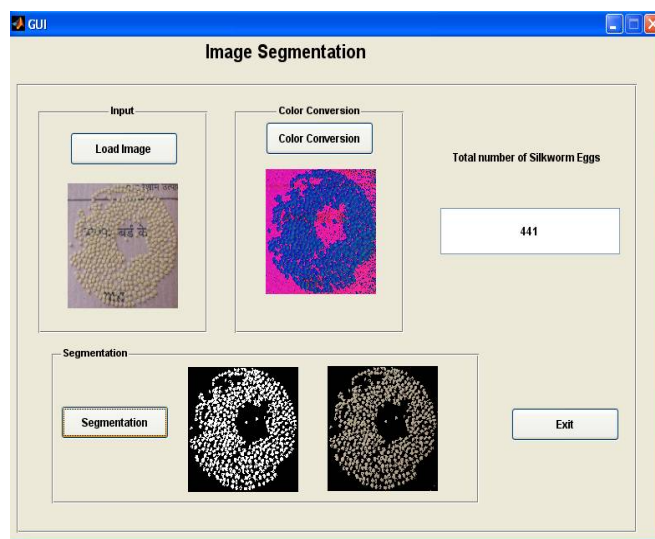 GUI
Image Segmentation
Input
Load Image
Color Conversion
Color Conversion
Total number of Silkworm Eggs
441
Segmentation
Segmentation
Exit